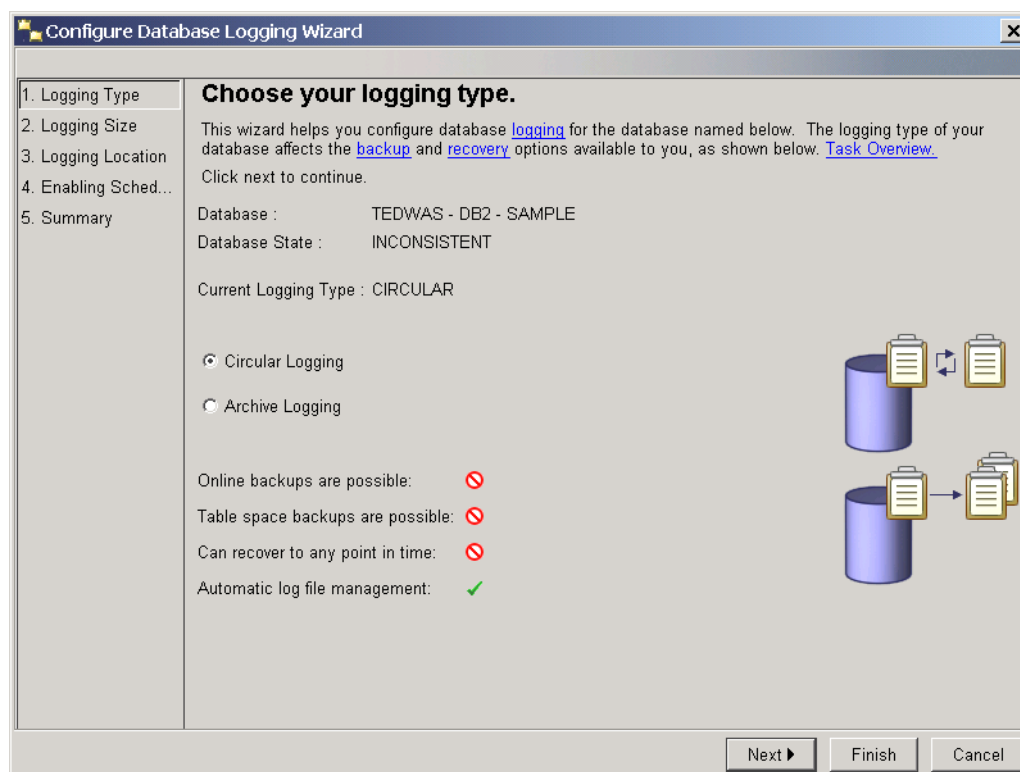 Configure Database Logging Wizard
1. Logging Type
2. Logging Size
3. Logging Location
4. Enabling Sched...
5. Summary
Choose your logging type.
This wizard helps you configure database logging for the database named below. The logging type of your
database affects the backup and recovery options available to you, as shown below. Task Overview.
Click next to continue.
Database : TEDWAS - DB2 - SAMPLE
Database State : INCONSISTENT
Current Logging Type : CIRCULAR
Circular Logging
Archive Logging
Online backups are possible:
Table space backups are possible:
Can recover to any point in time:
Automatic log file management:
Next
Finish
Cancel